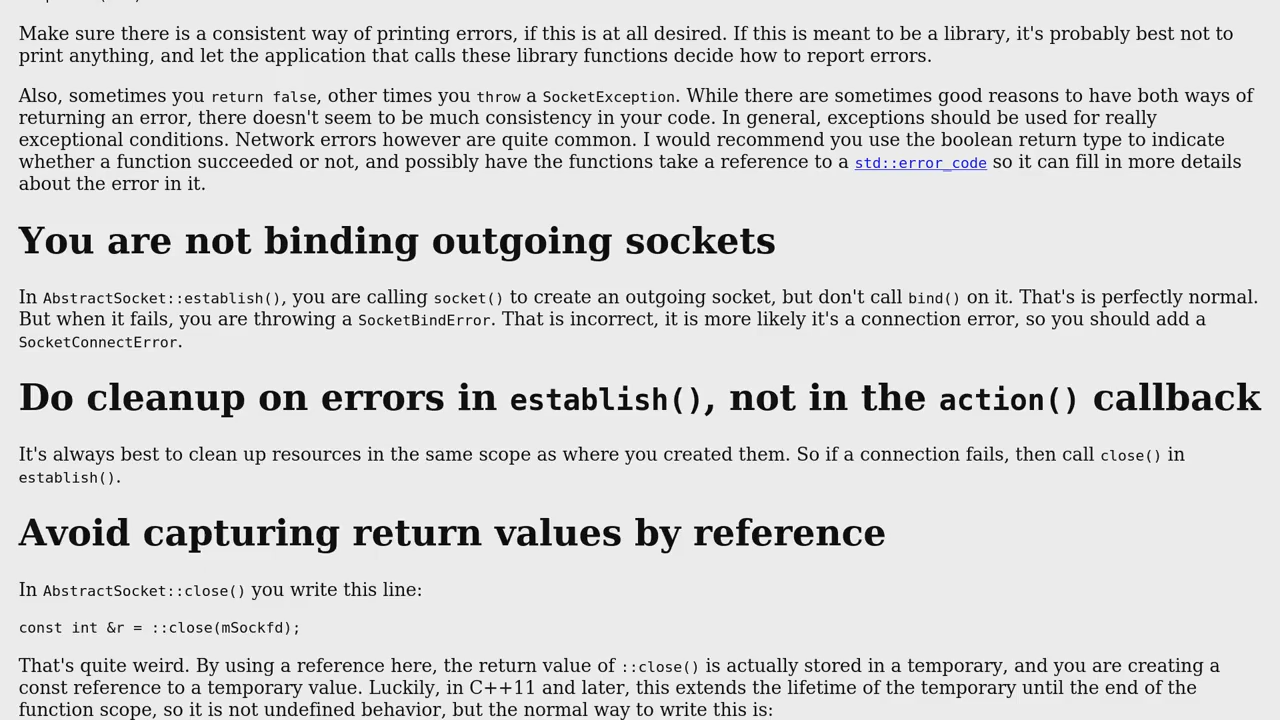 Make sure there is a consistent way of printing errors, if this is at all desired. If this is meant to be a library, it's probably best not to
print anything, and let the application that calls these library functions decide how to report errors.
Also, sometimes you return false, other times you throw a SocketException. While there are sometimes good reasons to have both ways of
returning an error, there doesn't seem to be much consistency in your code. In general, exceptions should be used for really
exceptional conditions. Network errors however are quite common. I would recommend you use the boolean return type to indicate
whether a function succeeded or not, and possibly have the functions take a reference to a std::error_code so it can fill in more details
about the error in it.
You are not binding outgoing sockets
In AbstractSocket::establish(), you are calling socket() to create an outgoing socket, but don't call bind() on it. That's is perfectly normal.
But when it fails, you are throwing a SocketBindError. That is incorrect, it is more likely it's a connection error, so you should add a
SocketConnectError.
Do cleanup on errors in establish(), not in the action() callback
It's always best to clean up resources in the same scope as where you created them. So if a connection fails, then call close() in
establish().
Avoid capturing return values by reference
In AbstractSocket::close() you write this line:
const int &r = ::close(mSockfd);
That's quite weird. By using a reference here, the return value of ::close() is actually stored in a temporary, and you are creating a
const reference to a temporary value. Luckily, in C++11 and later, this extends the lifetime of the temporary until the end of the
function scope, so it is not undefined behavior, but the normal way to write this is: